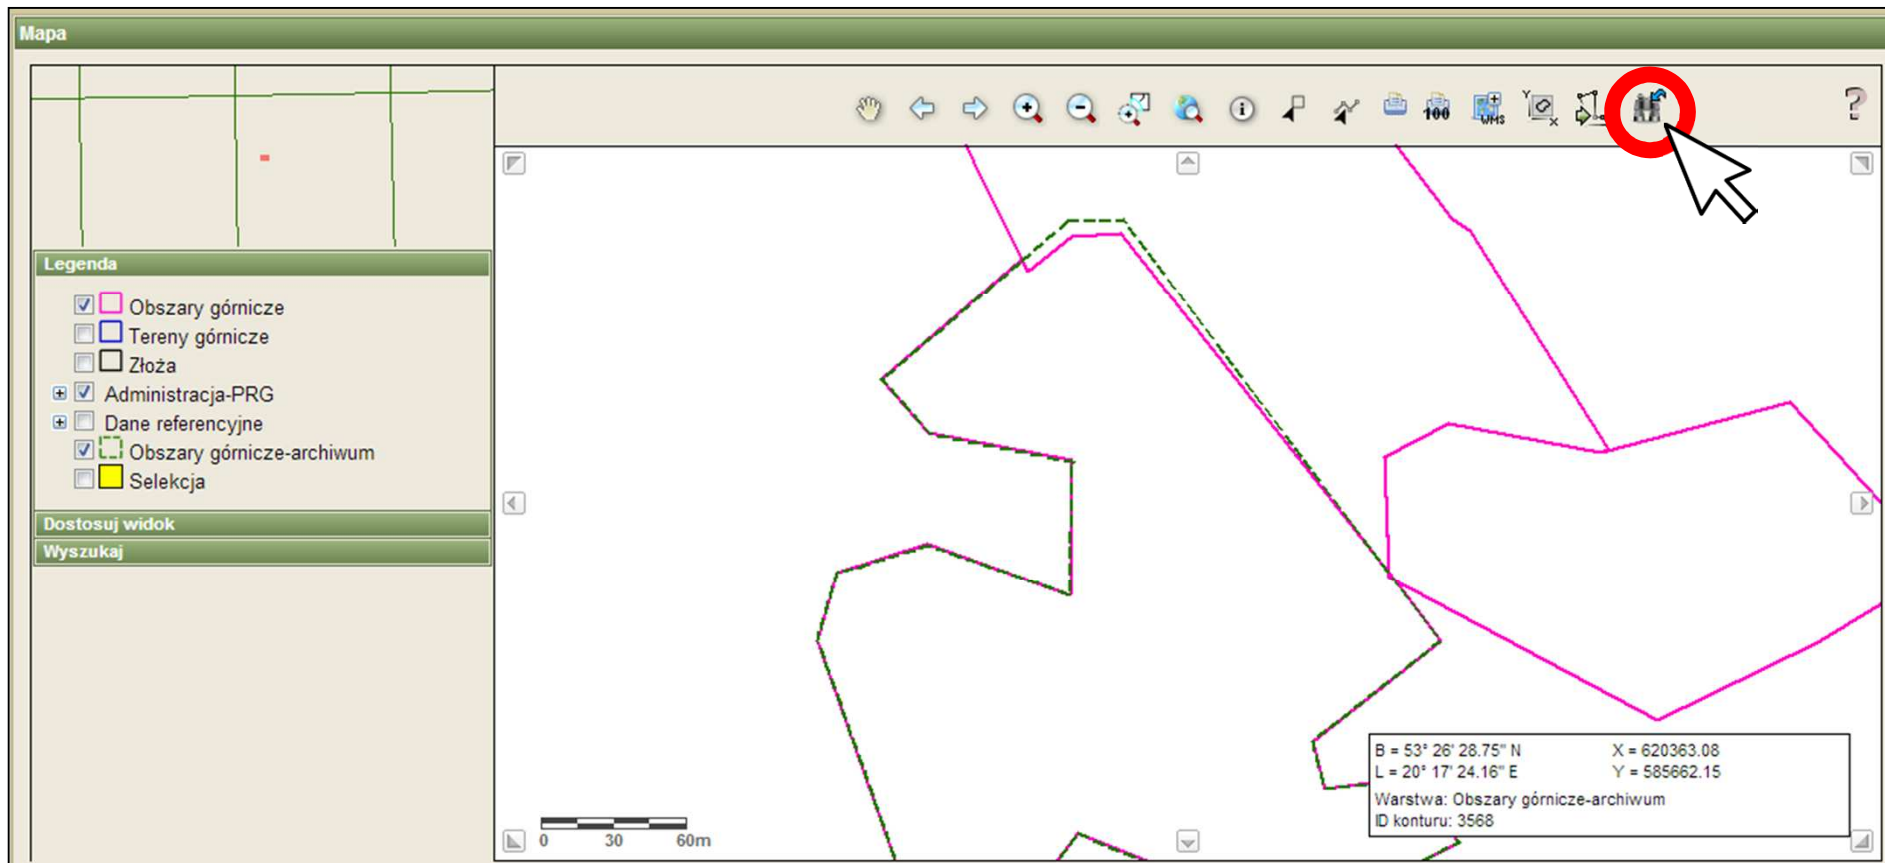 Mapa
100
WMS
Y
x
?
Legenda
Obszary górnicze
Tereny górnicze
Złoża
Administracja-PRG
Dane referencyjne
Obszary górnicze-archiwum
Selekcja
Dostosuj widok
Wyszukaj
0 30 60m
B = 53° 26' 28.75" N X = 620363.08
L = 20° 17' 24.16" E Y = 585662.15
Warstwa: Obszary górnicze-archiwum
ID konturu: 3568